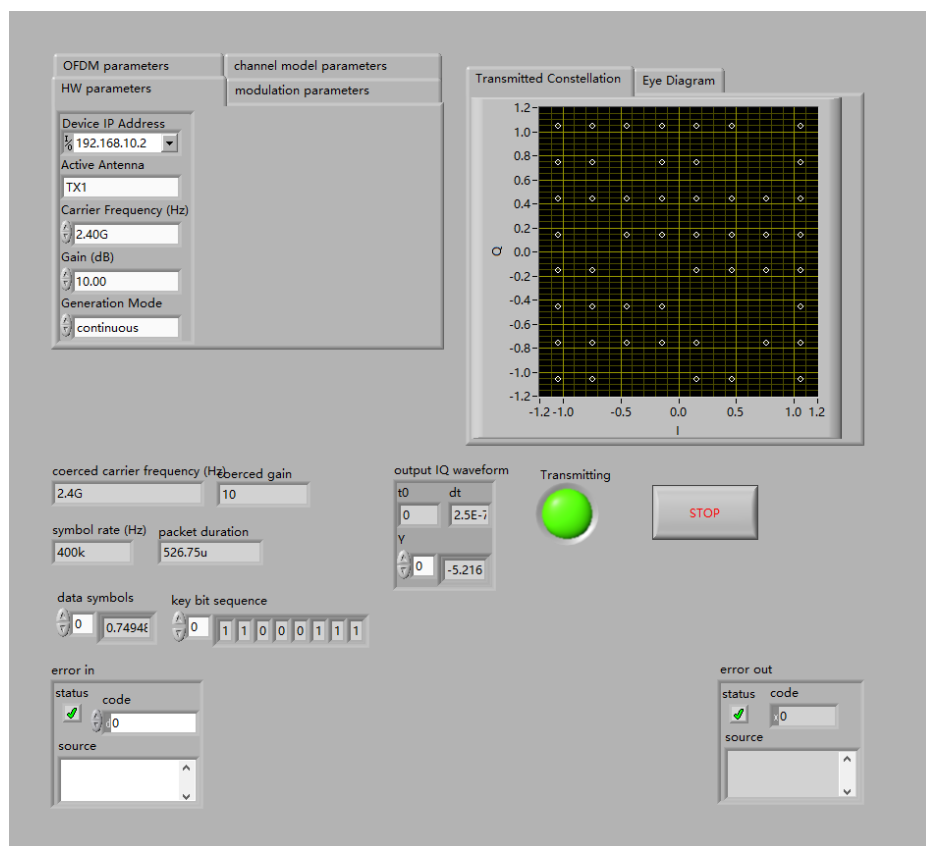 OFDM parameters
channel model parameters
HW parameters
modulation parameters
Device IP Address
192.168.10.2
Active Antenna
TX1
Carrier Frequency (Hz)
2.40G
Gain (dB)
10.00
Generation Mode
continuous
Transmitted Constellation
Eye Diagram
1.2
1.0
0.8
0.6
0.4
0.2
Q
0.0
-0.2
-0.4
-0.6
-0.8
-1.0
-1.2
-1.2 -1.0 -0.5 0.0 0.5 1.0 1.2
I
coerced carrier frequency (Hz)
coerced gain
2.4G
10
symbol rate (Hz)
packet duration
400k
526.75u
output IQ waveform
t0 dt
0 2.5E-7
Y
0 -5.216
Transmitting
STOP
data symbols
0 0.74948
key bit sequence
0 1 1 0 0 0 1 1 1
error in
status code
d0
source
error out
status code
x0
source